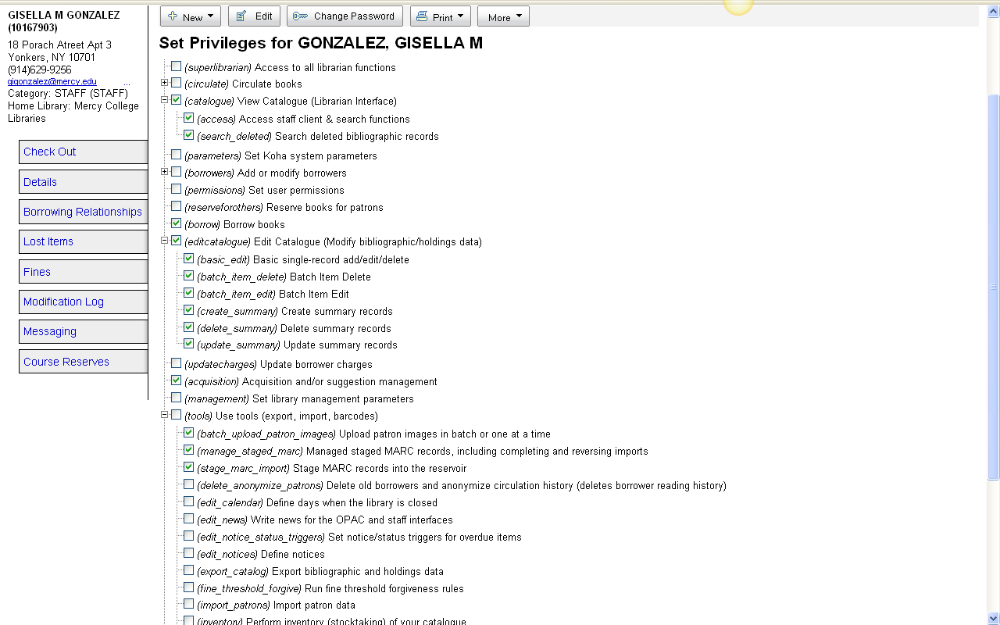 GISELLA M GONZALEZ
(10167903)
18 Porach Atreet Apt 3
Yonkers, NY 10701
(914)629-9256
gigonzalez@mercy.edu ...
Category: STAFF (STAFF)
Home Library: Mercy College
Libraries
Check Out
Details
Borrowing Relationships
Lost Items
Fines
Modification Log
Messaging
Course Reserves
New Edit Change Password Print More
Set Privileges for GONZALEZ, GISELLA M
(superlibrarian) Access to all librarian functions
(circulate) Circulate books
(catalogue) View Catalogue (Librarian Interface)
(access) Access staff client & search functions
(search_deleted) Search deleted bibliographic records
(parameters) Set Koha system parameters
(borrowers) Add or modify borrowers
(permissions) Set user permissions
(reserveforothers) Reserve books for patrons
(borrow) Borrow books
(editcatalogue) Edit Catalogue (Modify bibliographic/holdings data)
(basic_edit) Basic single-record add/edit/delete
(batch_item_delete) Batch Item Delete
(batch_item_edit) Batch Item Edit
(create_summary) Create summary records
(delete_summary) Delete summary records
(update_summary) Update summary records
(updatecharges) Update borrower charges
(acquisition) Acquisition and/or suggestion management
(management) Set library management parameters
(tools) Use tools (export, import, barcodes)
(batch_upload_patron_images) Upload patron images in batch or one at a time
(manage_staged_marc) Managed staged MARC records, including completing and reversing imports
(stage_marc_import) Stage MARC records into the reservoir
(delete_anonymize_patrons) Delete old borrowers and anonymize circulation history (deletes borrower reading history)
(edit_calendar) Define days when the library is closed
(edit_news) Write news for the OPAC and staff interfaces
(edit_notice_status_triggers) Set notice/status triggers for overdue items
(edit_notices) Define notices
(export_catalog) Export bibliographic and holdings data
(fine_threshold_forgive) Run fine threshold forgiveness rules
(import_patrons) Import patron data
(inventory) Perform inventory (stocktaking) of your catalogue